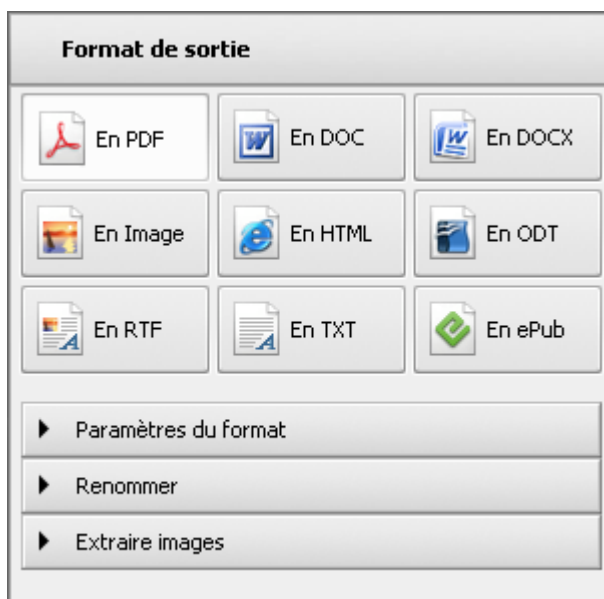 Format de sortie
En PDF
En DOC
En DOCX
En Image
En HTML
En ODT
En RTF
En TXT
En ePub
Paramètres du format
Renommer
Extraire images